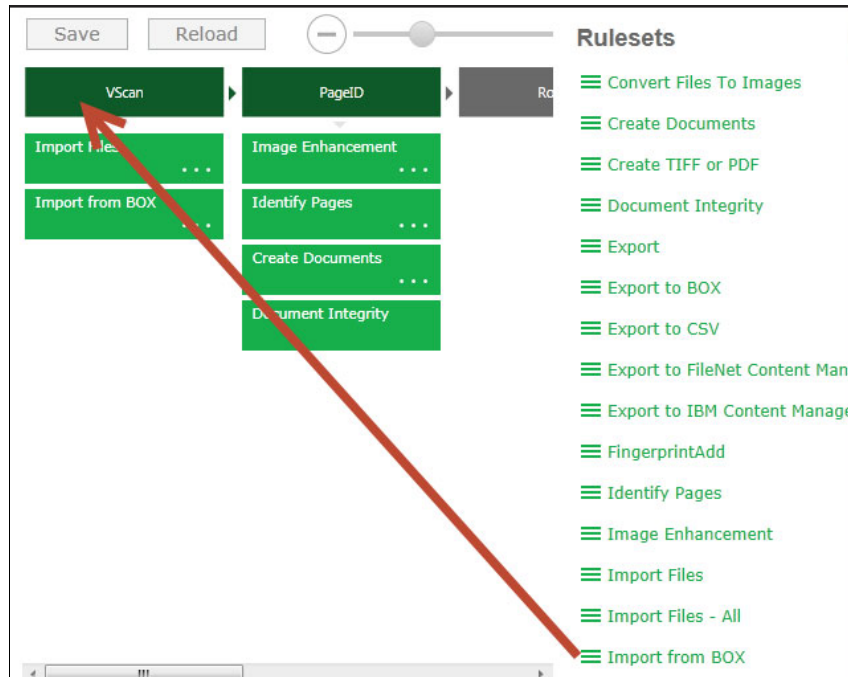 Save Reload Rulesets
VScan PageID Ro
Import Files
Import from BOX
Image Enhancement
Identify Pages
Create Documents
Document Integrity
Convert Files To Images
Create Documents
Create TIFF or PDF
Document Integrity
Export
Export to BOX
Export to CSV
Export to FileNet Content Man
Export to IBM Content Manage
FingerprintAdd
Identify Pages
Image Enhancement
Import Files
Import Files - All
Import from BOX